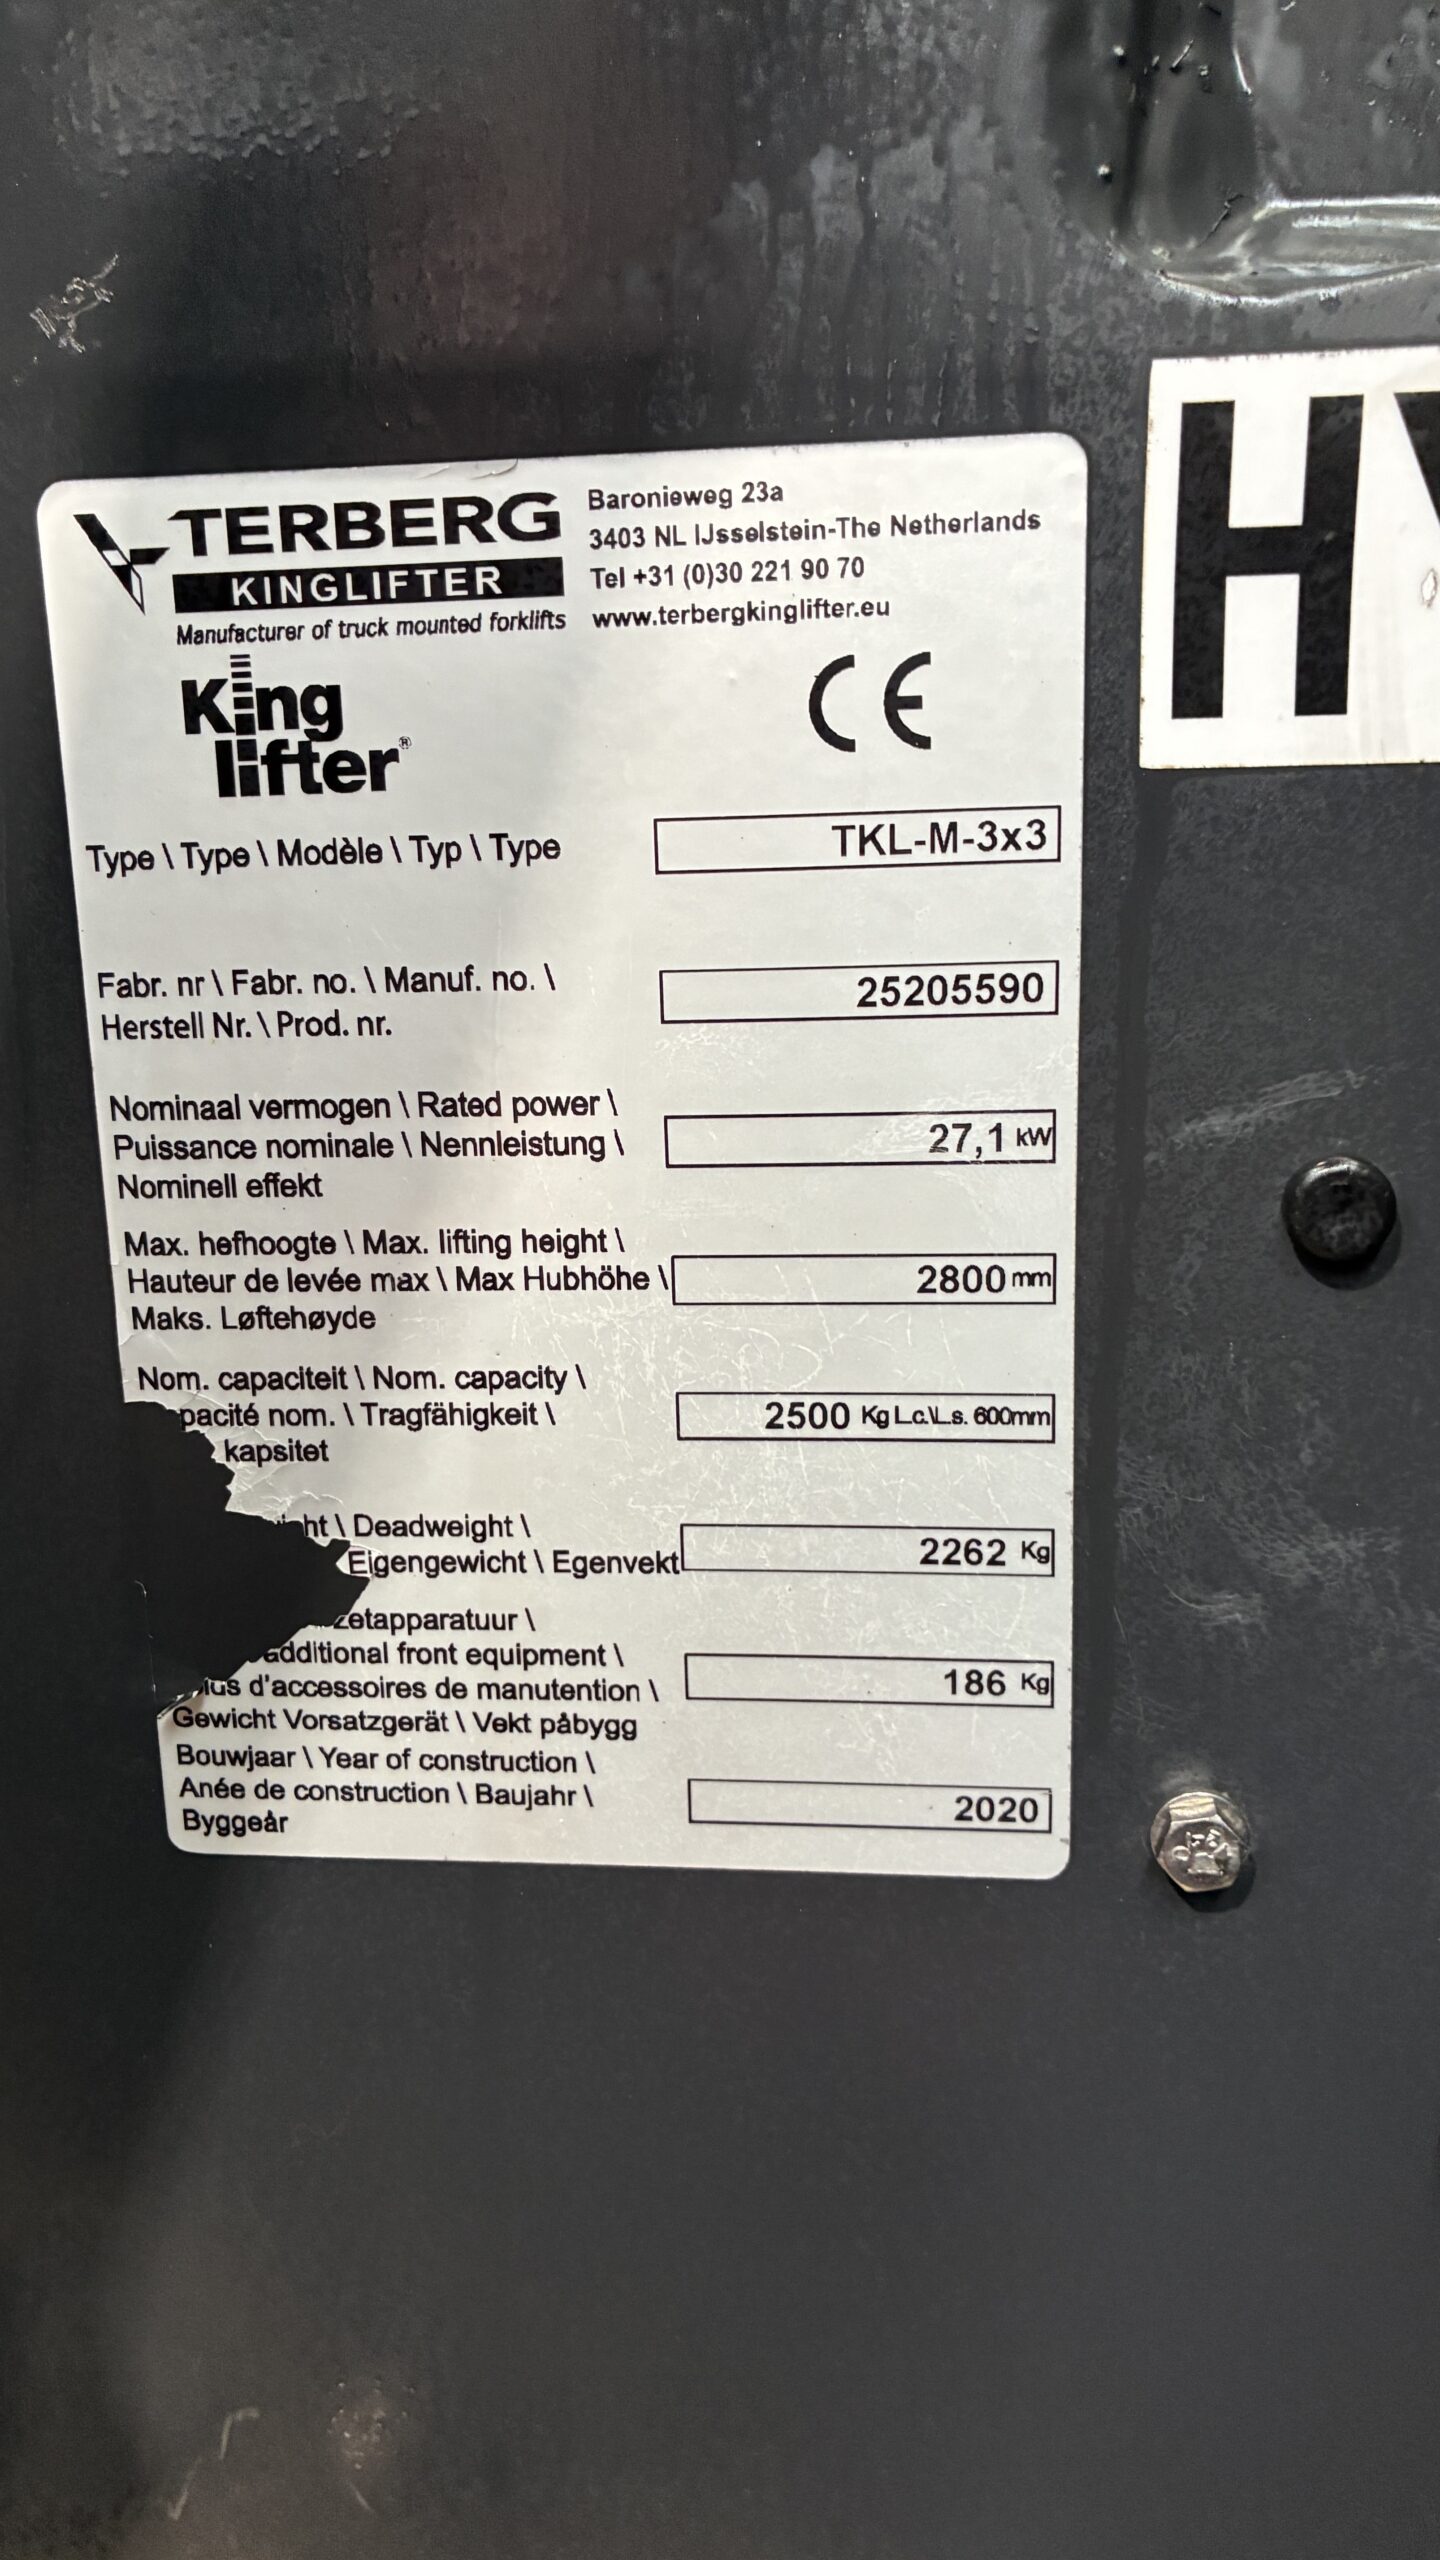 TERBERG
KINGLIFTER
Manufacturer of truck mounted forklifts
Baronieweg 23a
3403 NL IJsselstein-The Netherlands
Tel +31 (0)30 221 90 70
www.terbergkinglifter.eu
King
lifter®
CE
Type \ Type \ Modèle \ Typ \ Type
TKL-M-3x3
Fabr. nr \ Fabr. no. \ Manuf. no. \
Herstell Nr. \ Prod. nr.
25205590
Nominaal vermogen \ Rated power \
Puissance nominale \ Nennleistung \
Nominell effekt
27,1 kW
Max. hefhoogte \ Max. lifting height \
Hauteur de levée max \ Max Hubhöhe \
Maks. Løftehøyde
2800 mm
Nom. capaciteit \ Nom. capacity \
pacité nom. \ Tragfähigkeit \
kapsitet
2500 Kg L.c.\L.s. 600mm
ht \ Deadweight \
Eigengewicht \ Egenvekt
2262 Kg
zetapparatuur \
additional front equipment \
lus d'accessoires de manutention \
Gewicht Vorsatzgerät \ Vekt påbygg
186 Kg
Bouwjaar \ Year of construction \
Anée de construction \ Baujahr \
Byggeår
2020
H